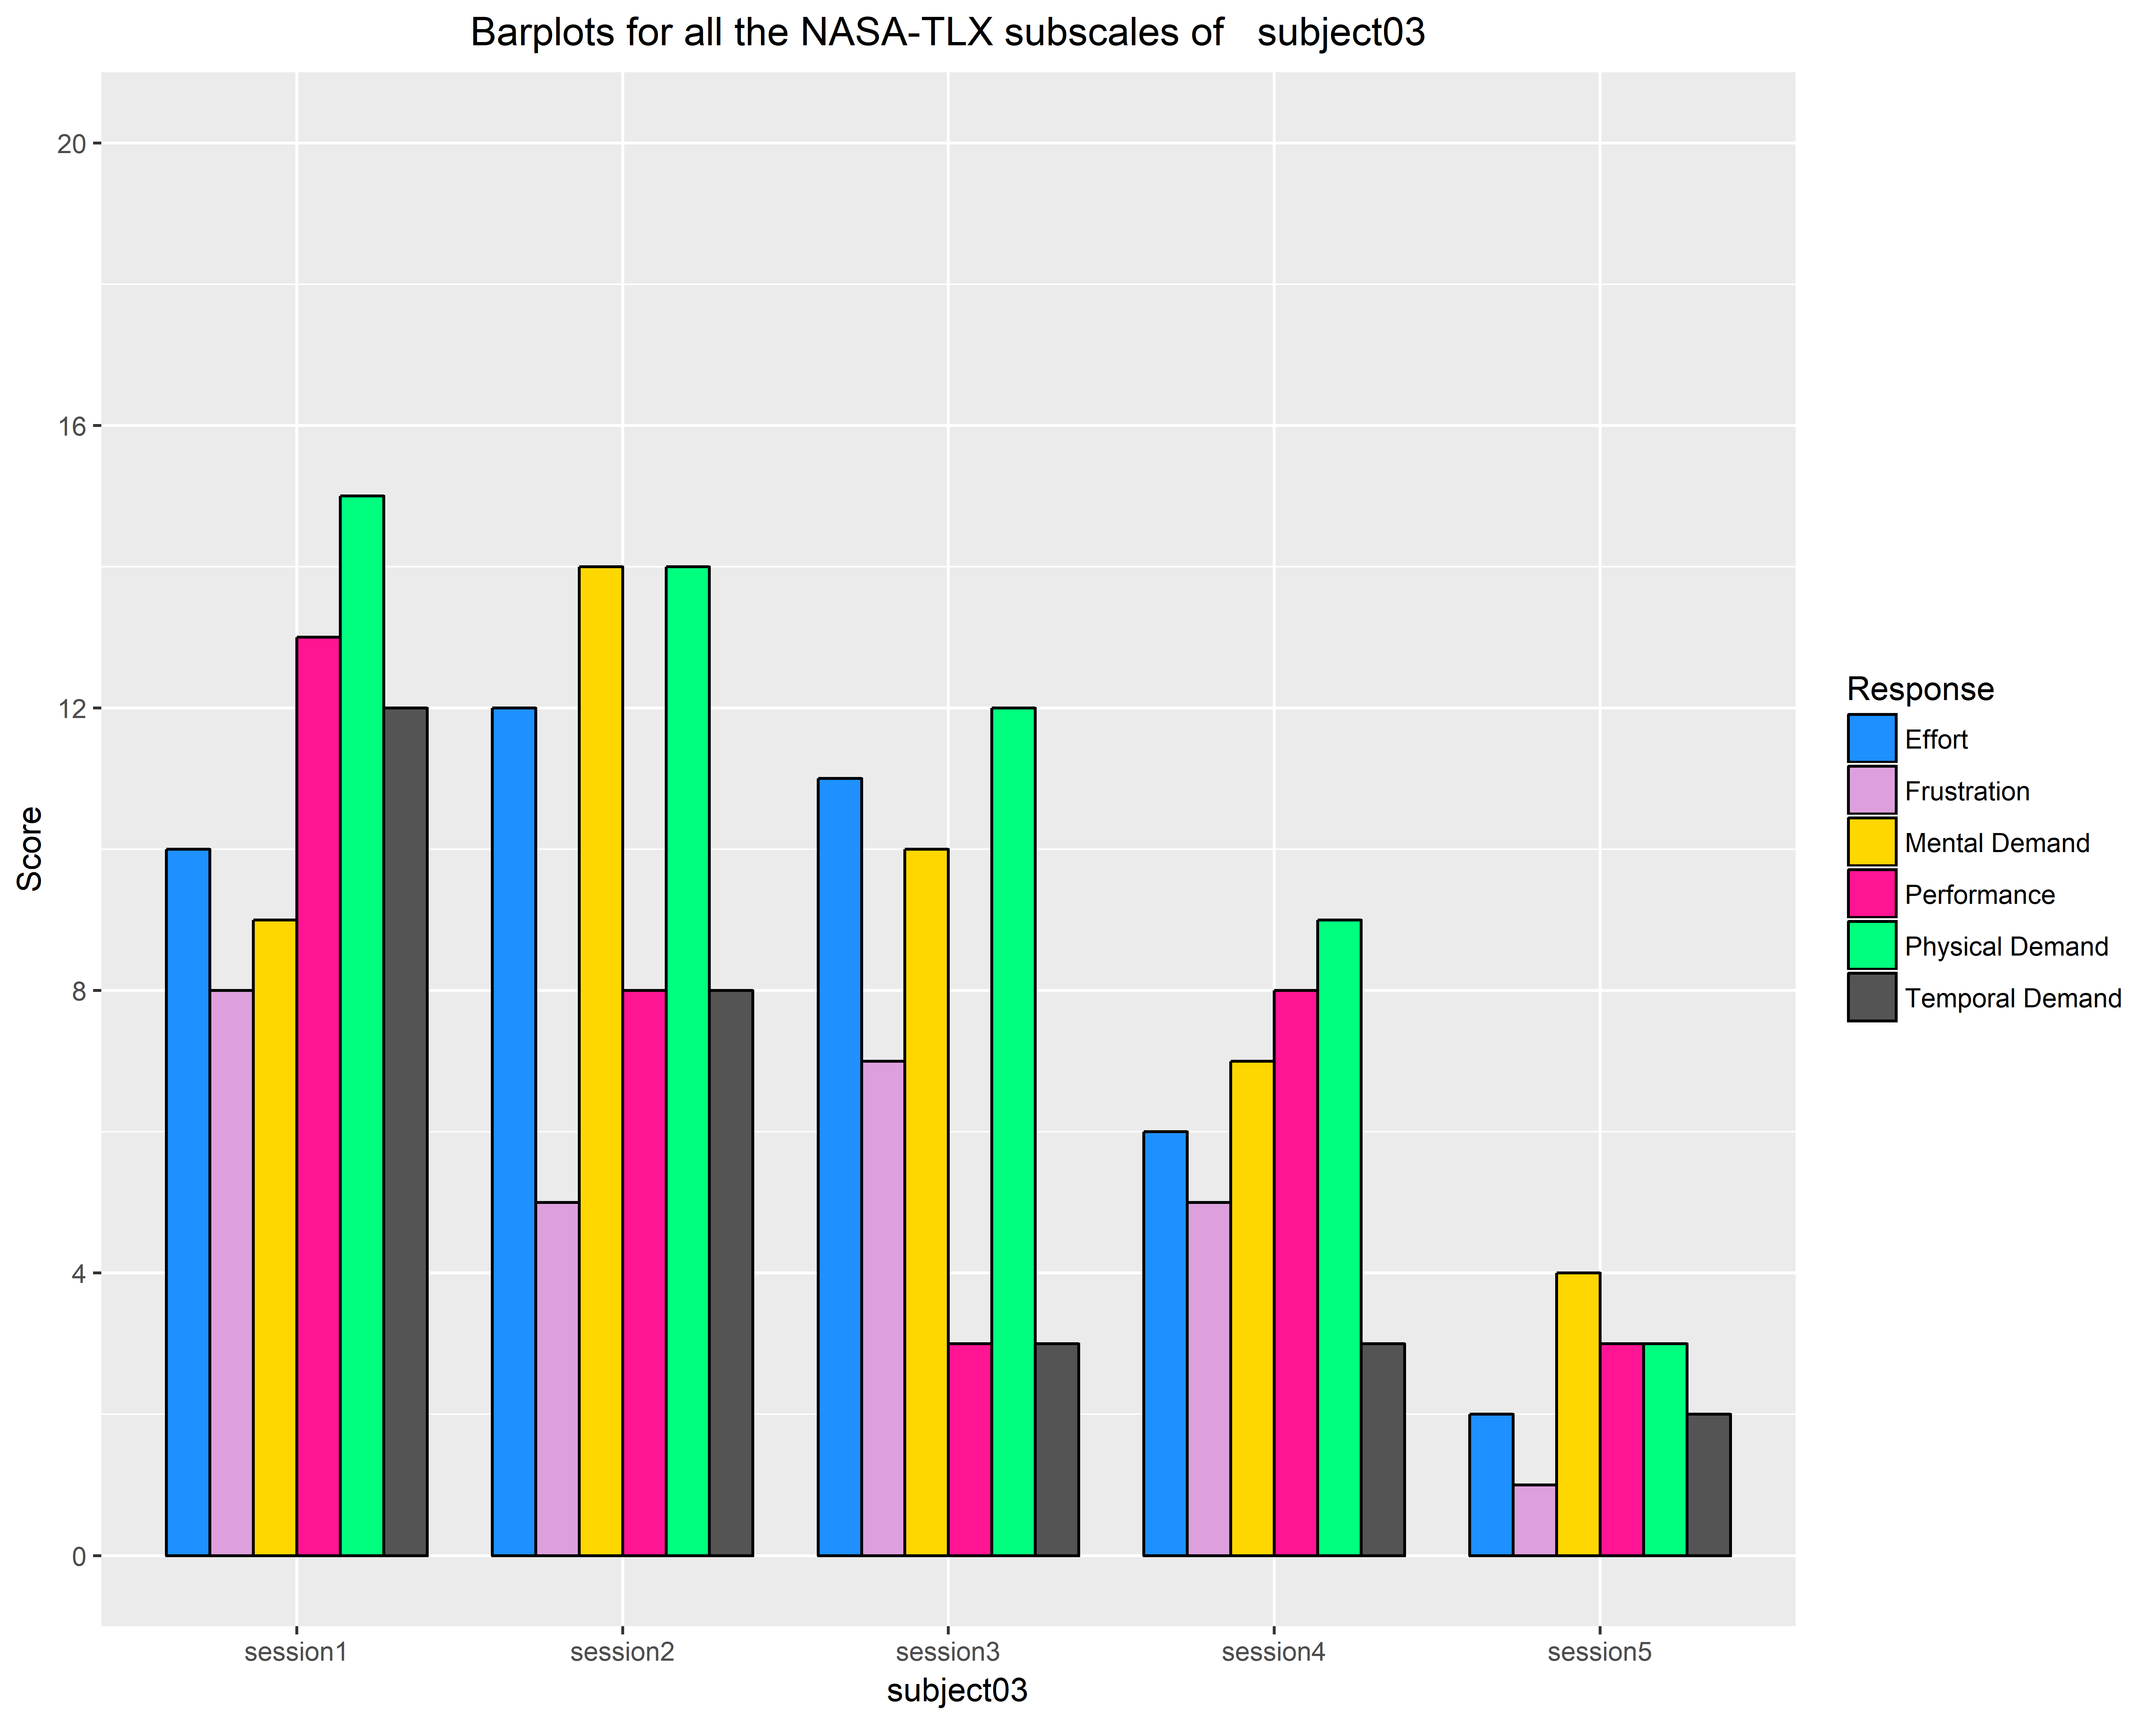 Barplots for all the NASA-TLX subscales of   subject03
20
16
12
8
4
0
Score
session1
session2
session3
session4
session5
subject03
Response
Effort
Frustration
Mental Demand
Performance
Physical Demand
Temporal Demand